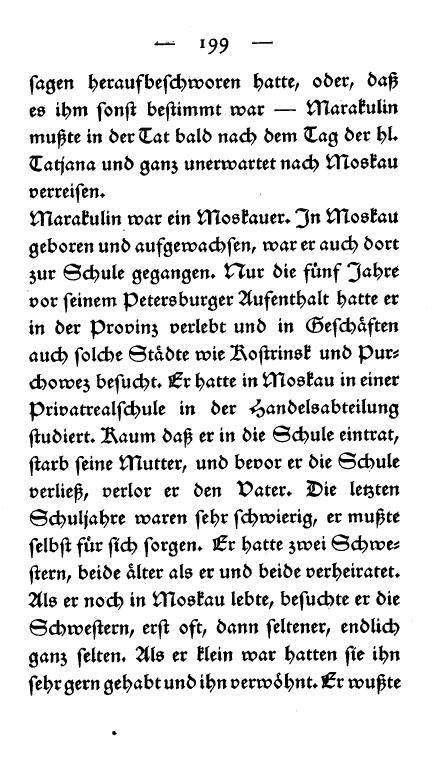 — 199 —
sagen heraufbeschworen hatte, oder, daß
es ihm sonst bestimmt war — Marakulin
mußte in der Tat bald nach dem Tag der hl.
Tatjana und ganz unerwartet nach Moskau
verreisen.
Marakulin war ein Moskauer. In Moskau
geboren und aufgewachsen, war er auch dort
zur Schule gegangen. Nur die fünf Jahre
vor seinem Petersburger Aufenthalt hatte er
in der Provinz verlebt und in Geschäften
auch solche Städte wie Kostrinsk und Pur-
chowez besucht. Er hatte in Moskau in einer
Privatrealschule in der Handelsabteilung
studiert. Kaum daß er in die Schule eintrat,
starb seine Mutter, und bevor er die Schule
verließ, verlor er den Vater. Die letzten
Schuljahre waren sehr schwierig, er mußte
selbst für sich sorgen. Er hatte zwei Schwe-
stern, beide älter als er und beide verheiratet.
Als er noch in Moskau lebte, besuchte er die
Schwestern, erst oft, dann seltener, endlich
ganz selten. Als er klein war hatten sie ihn
sehr gern gehabt und ihn verwöhnt. Er wußte